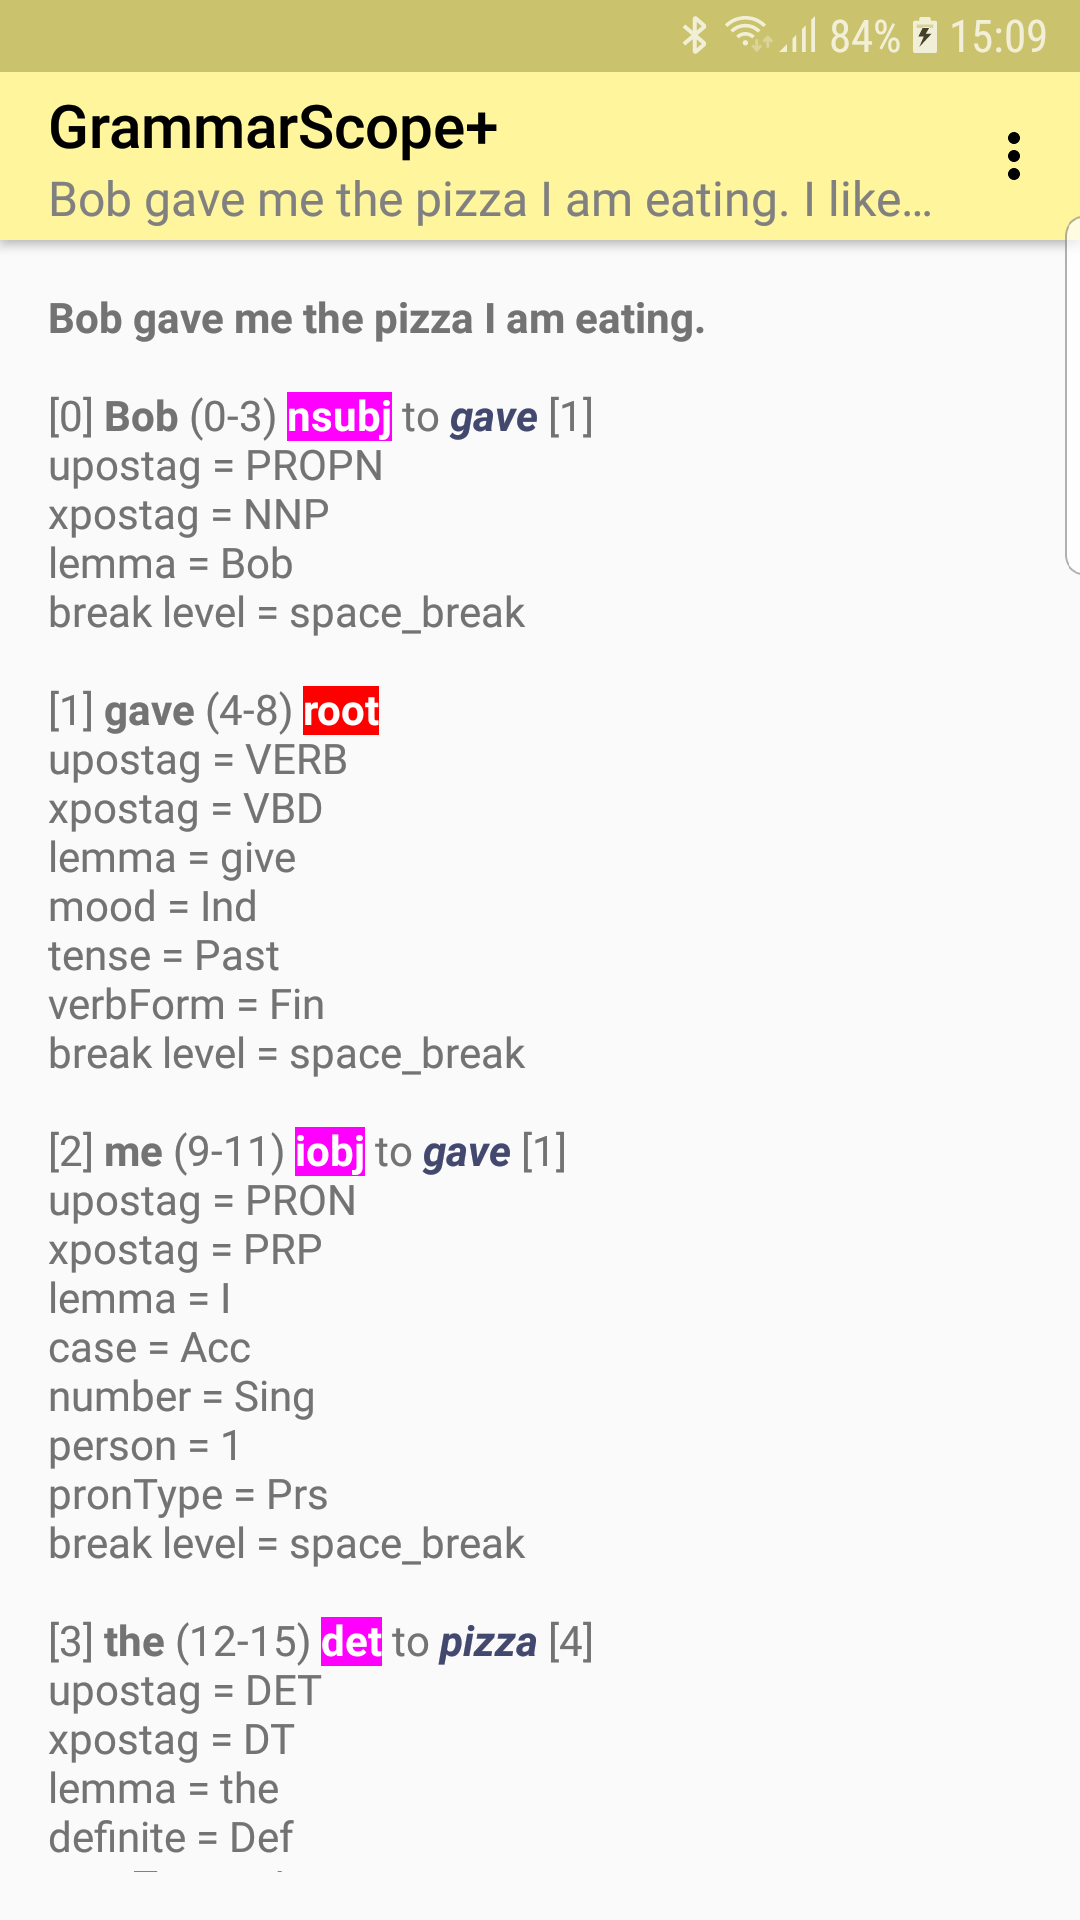 84% 15:09
GrammarScope+
Bob gave me the pizza I am eating. I like...
Bob gave me the pizza I am eating.
[0] Bob (0-3) nsubj to gave [1]
upostag = PROPN
xpostag = NNP
lemma = Bob
break level = space_break
[1] gave (4-8) root
upostag = VERB
xpostag = VBD
lemma = give
mood = Ind
tense = Past
verbForm = Fin
break level = space_break
[2] me (9-11) iobj to gave [1]
upostag = PRON
xpostag = PRP
lemma = I
case = Acc
number = Sing
person = 1
pronType = Prs
break level = space_break
[3] the (12-15) det to pizza [4]
upostag = DET
xpostag = DT
lemma = the
definite = Def